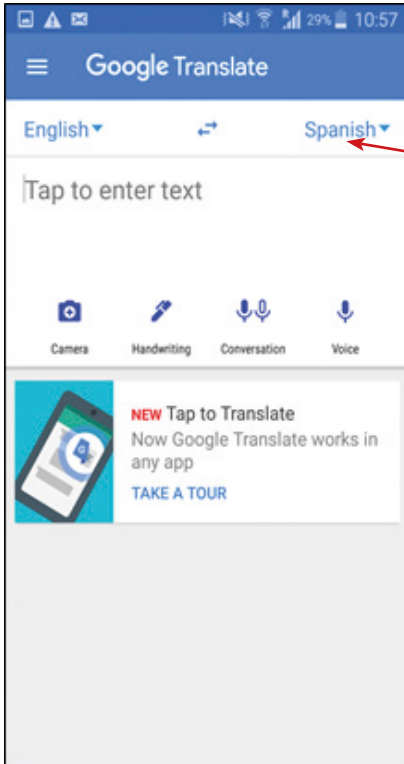 29% 10:57
Google Translate
English Spanish
Tap to enter text
Camera Handwriting Conversation Voice
NEW Tap to Translate
Now Google Translate works in
any app
TAKE A TOUR